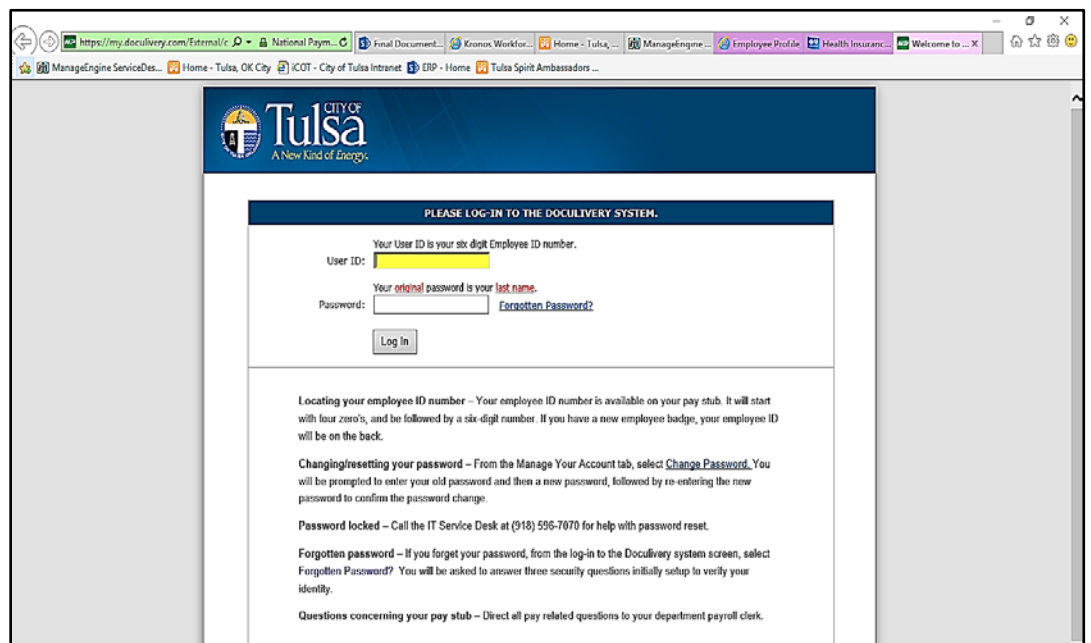 https://my.doculivery.com/External/c
National Paym...
Final Document...
Kronos Workfor...
Home - Tulsa, ...
ManageEngine ...
Employee Profile
Health Insuranc...
Welcome to ...
ManageEngine ServiceDes...
Home - Tulsa, OK City
iCOT - City of Tulsa Intranet
ERP - Home
Tulsa Spirit Ambassadors ...
CITY OF
Tulsa
A New Kind of Energy.
PLEASE LOG-IN TO THE DOCULIVERY SYSTEM.
Your User ID is your six digit Employee ID number.
User ID:
Your original password is your last name.
Password:
Forgotten Password?
Log In
Locating your employee ID number – Your employee ID number is available on your pay stub. It will start
with four zero's, and be followed by a six-digit number. If you have a new employee badge, your employee ID
will be on the back.
Changing/resetting your password – From the Manage Your Account tab, select Change Password. You
will be prompted to enter your old password and then a new password, followed by re-entering the new
password to confirm the password change.
Password locked – Call the IT Service Desk at (918) 596-7070 for help with password reset.
Forgotten password – If you forget your password, from the log-in to the Doculivery system screen, select
Forgotten Password? You will be asked to answer three security questions initially setup to verify your
identity.
Questions concerning your pay stub – Direct all pay related questions to your department payroll clerk.